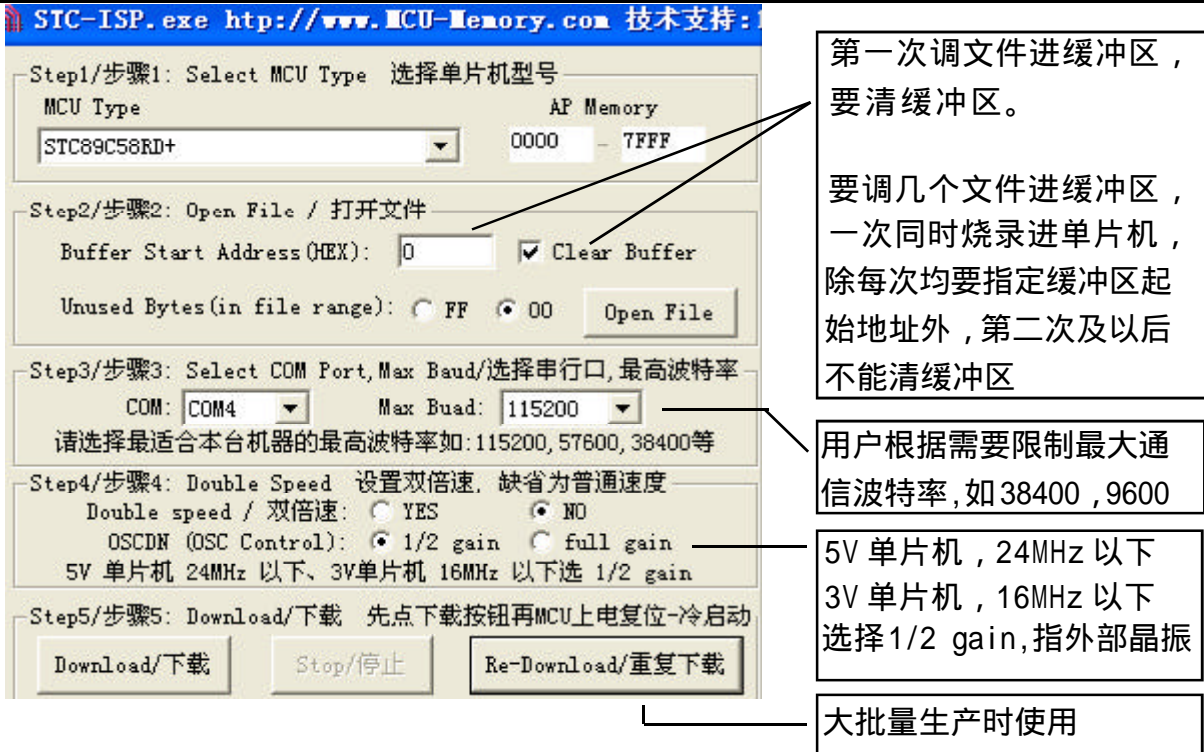 STC-ISP.exe htp://www.MCU-Memory.com 技术支持:
Step1/步骤1: Select MCU Type 选择单片机型号
MCU Type AP Memory
STC89C58RD+ 0000 - 7FFF
Step2/步骤2: Open File / 打开文件
Buffer Start Address(HEX): 0 Clear Buffer
Unused Bytes(in file range): FF 00 Open File
Step3/步骤3: Select COM Port,Max Baud/选择串行口,最高波特率
COM: COM4 Max Buad: 115200
请选择最适合本台机器的最高波特率如:115200,57600,38400等
Step4/步骤4: Double Speed 设置双倍速, 缺省为普通速度
Double speed / 双倍速: YES NO
OSCDN (OSC Control): 1/2 gain full gain
5V 单片机 24MHz 以下、3V单片机 16MHz 以下选 1/2 gain
Step5/步骤5: Download/下载 先点下载按钮再MCU上电复位-冷启动
Download/下载 Stop/停止 Re-Download/重复下载
第一次调文件进缓冲区，
要清缓冲区。
要调几个文件进缓冲区，
一次同时烧录进单片机，
除每次均要指定缓冲区起
始地址外，第二次及以后
不能清缓冲区
用户根据需要限制最大通
信波特率,如38400，9600
5V 单片机，24MHz 以下
3V 单片机，16MHz 以下
选择1/2 gain,指外部晶振
大批量生产时使用